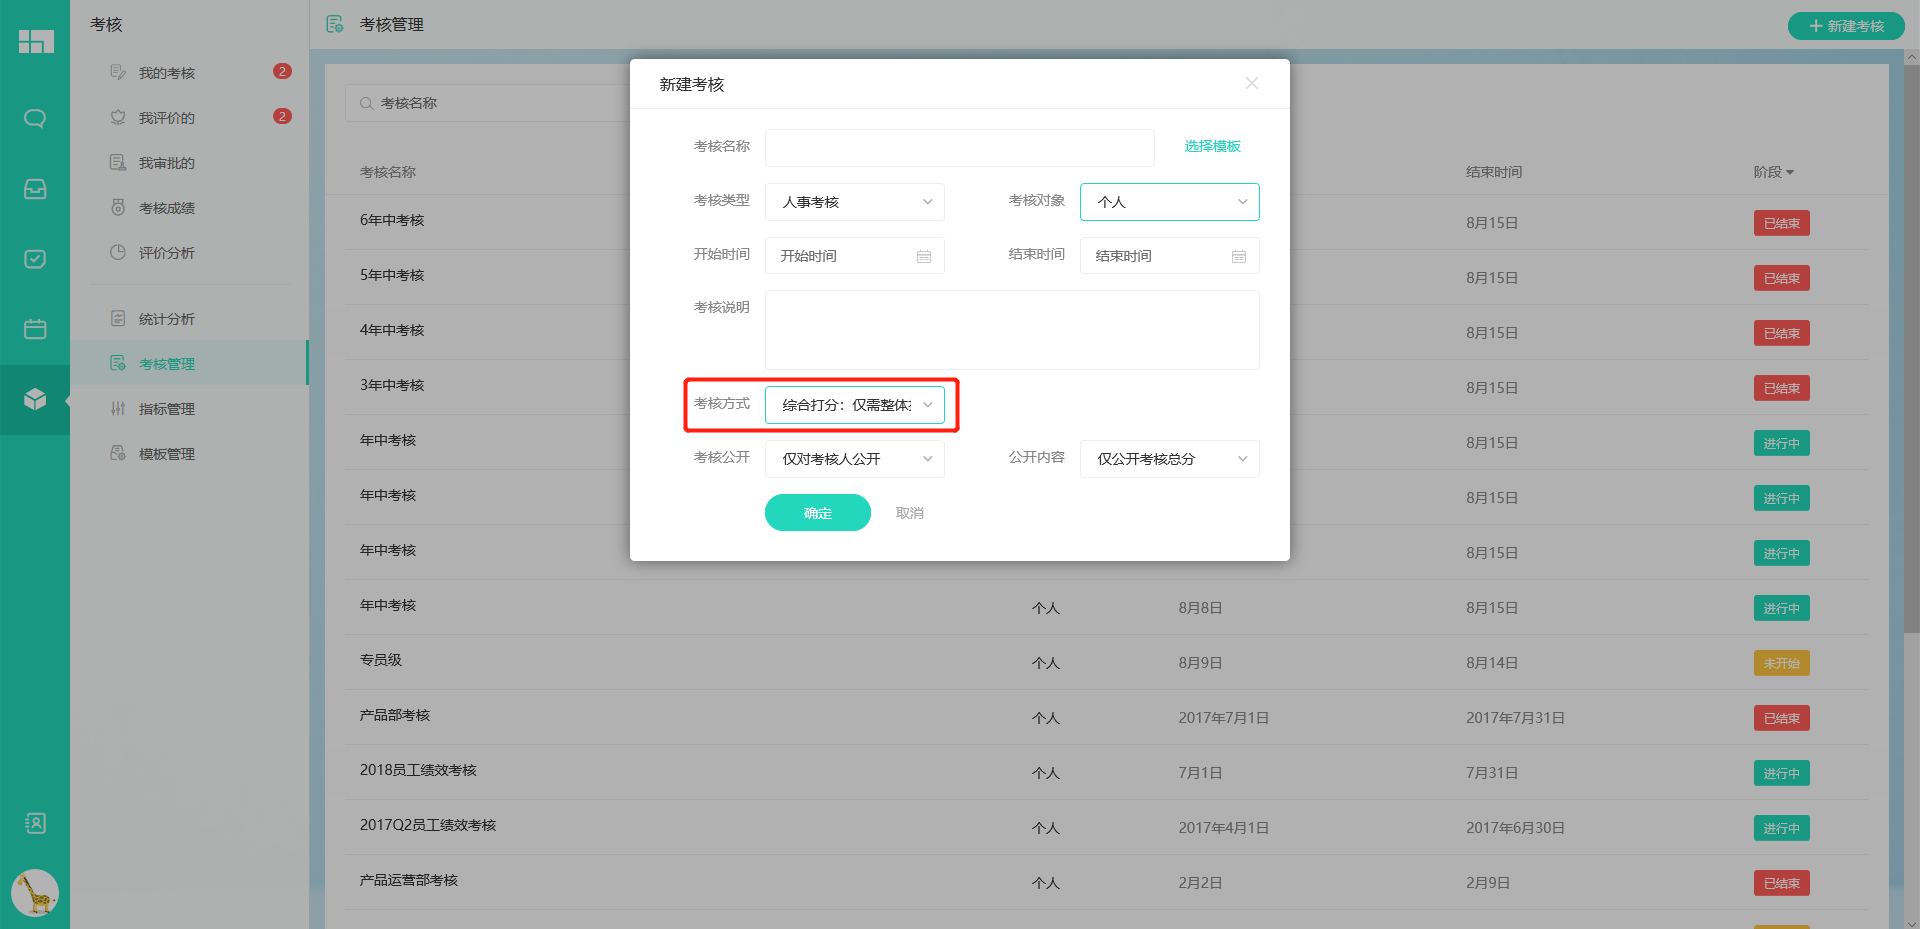 考核
我的考核 2
我评价的 2
我审批的
考核成绩
评价分析
统计分析
考核管理
指标管理
模板管理
考核管理
新建考核
考核名称
新建考核
考核名称 选择模板
考核类型 人事考核 考核对象 个人
开始时间 开始时间 结束时间 结束时间
考核说明
考核方式 综合打分：仅需整体
考核公开 仅对考核人公开 公开内容 仅公开考核总分
确定 取消
考核名称 结束时间 阶段
6年中考核 8月15日 已结束
5年中考核 8月15日 已结束
4年中考核 8月15日 已结束
3年中考核 8月15日 已结束
年中考核 8月15日 进行中
年中考核 8月15日 进行中
年中考核 8月15日 进行中
年中考核 个人 8月8日 8月15日 进行中
专员级 个人 8月9日 8月14日 未开始
产品部考核 个人 2017年7月1日 2017年7月31日 已结束
2018员工绩效考核 个人 7月1日 7月31日 进行中
2017Q2员工绩效考核 个人 2017年4月1日 2017年6月30日 进行中
产品运营部考核 个人 2月2日 2月9日 已结束